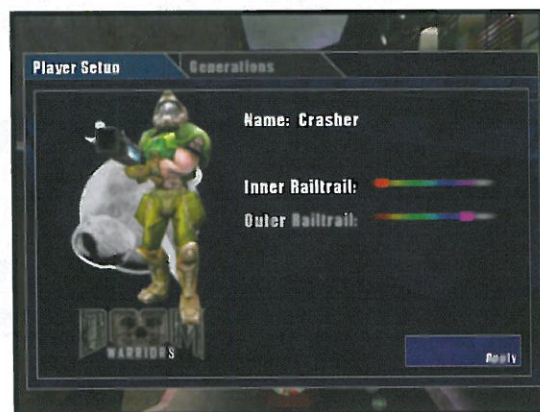 Player Setup
Generations
Name: Crasher
Inner Railtrail:
Outer Railtrail:
DOOM
WARRIORS
Apply